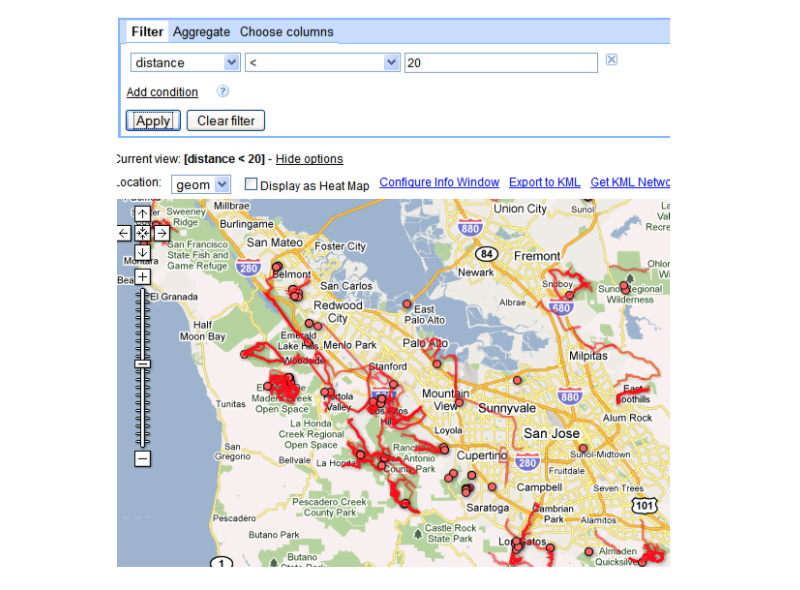 Filter Aggregate Choose columns
distance < 20
Add condition ?
Apply Clear filter
Current view: [distance < 20] - Hide options
Location: geom Display as Heat Map Configure Info Window Export to KML Get KML Netwo
Millbrae
Sweeney
Ridge
Burlingame
Union City
Sunol
880
San Mateo
Foster City
84
Fremont
San Francisco
State Fish and
Game Refuge
280
Belmont
Newark
San Carlos
El Granada
Redwood
City
East
Palo Alto
Albrae
680
Sunol Regional
Wilderness
Half
Moon Bay
Emerald
Lake Hills
Menlo Park
Palo Alto
Milpitas
Woodside
Stanford
Tunitas
Open Space
Portola
Valley
Mountain
View
Sunnyvale
880
East
Foothills
Alum Rock
Los Altos
Hills
La Honda
Creek Regional
Open Space
Loyola
San Jose
San
Gregorio
Bellvale
La Honda
Rancho
Antonio
County Park
Cupertino
280
Sunol-Midtown
Fruitdale
Campbell
Seven Trees
101
Pescadero Creek
County Park
Saratoga
Cambrian
Park
Alamitos
Pescadero
Butano Park
Castle Rock
State Park
Los Gatos
Almaden
Quicksilver
Butano
State Park
1